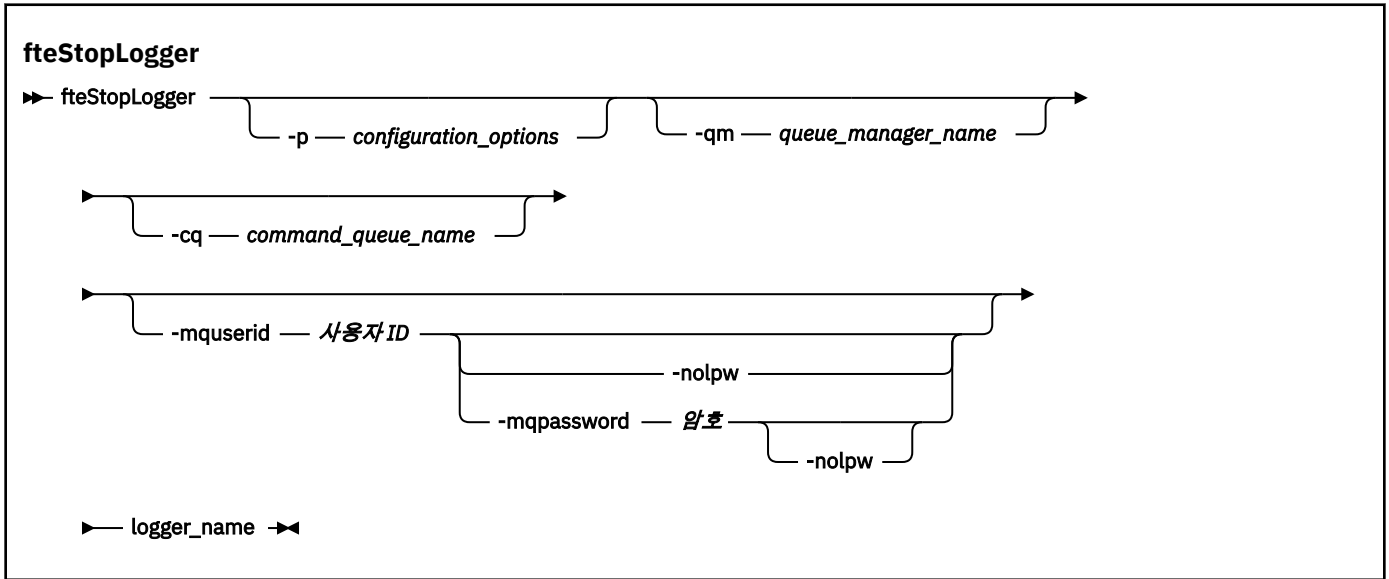 fteStopLogger
fteStopLogger
-p configuration_options -qm queue_manager_name
-cq command_queue_name
-mquserid 사용자 ID
-nolpw
-mqpassword 암호
-nolpw
logger_name